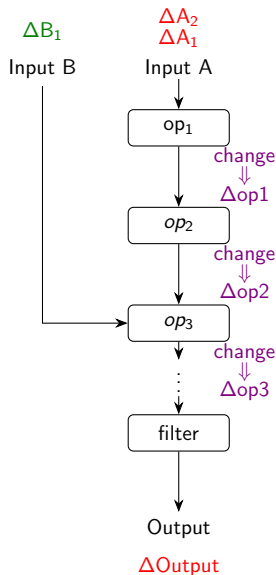 ΔA₂
ΔB₁ ΔA₁
Input B Input A
op₁
change
⇓
Δop1
op₂
change
⇓
Δop2
op₃
change
⇓
Δop3
filter
Output
ΔOutput